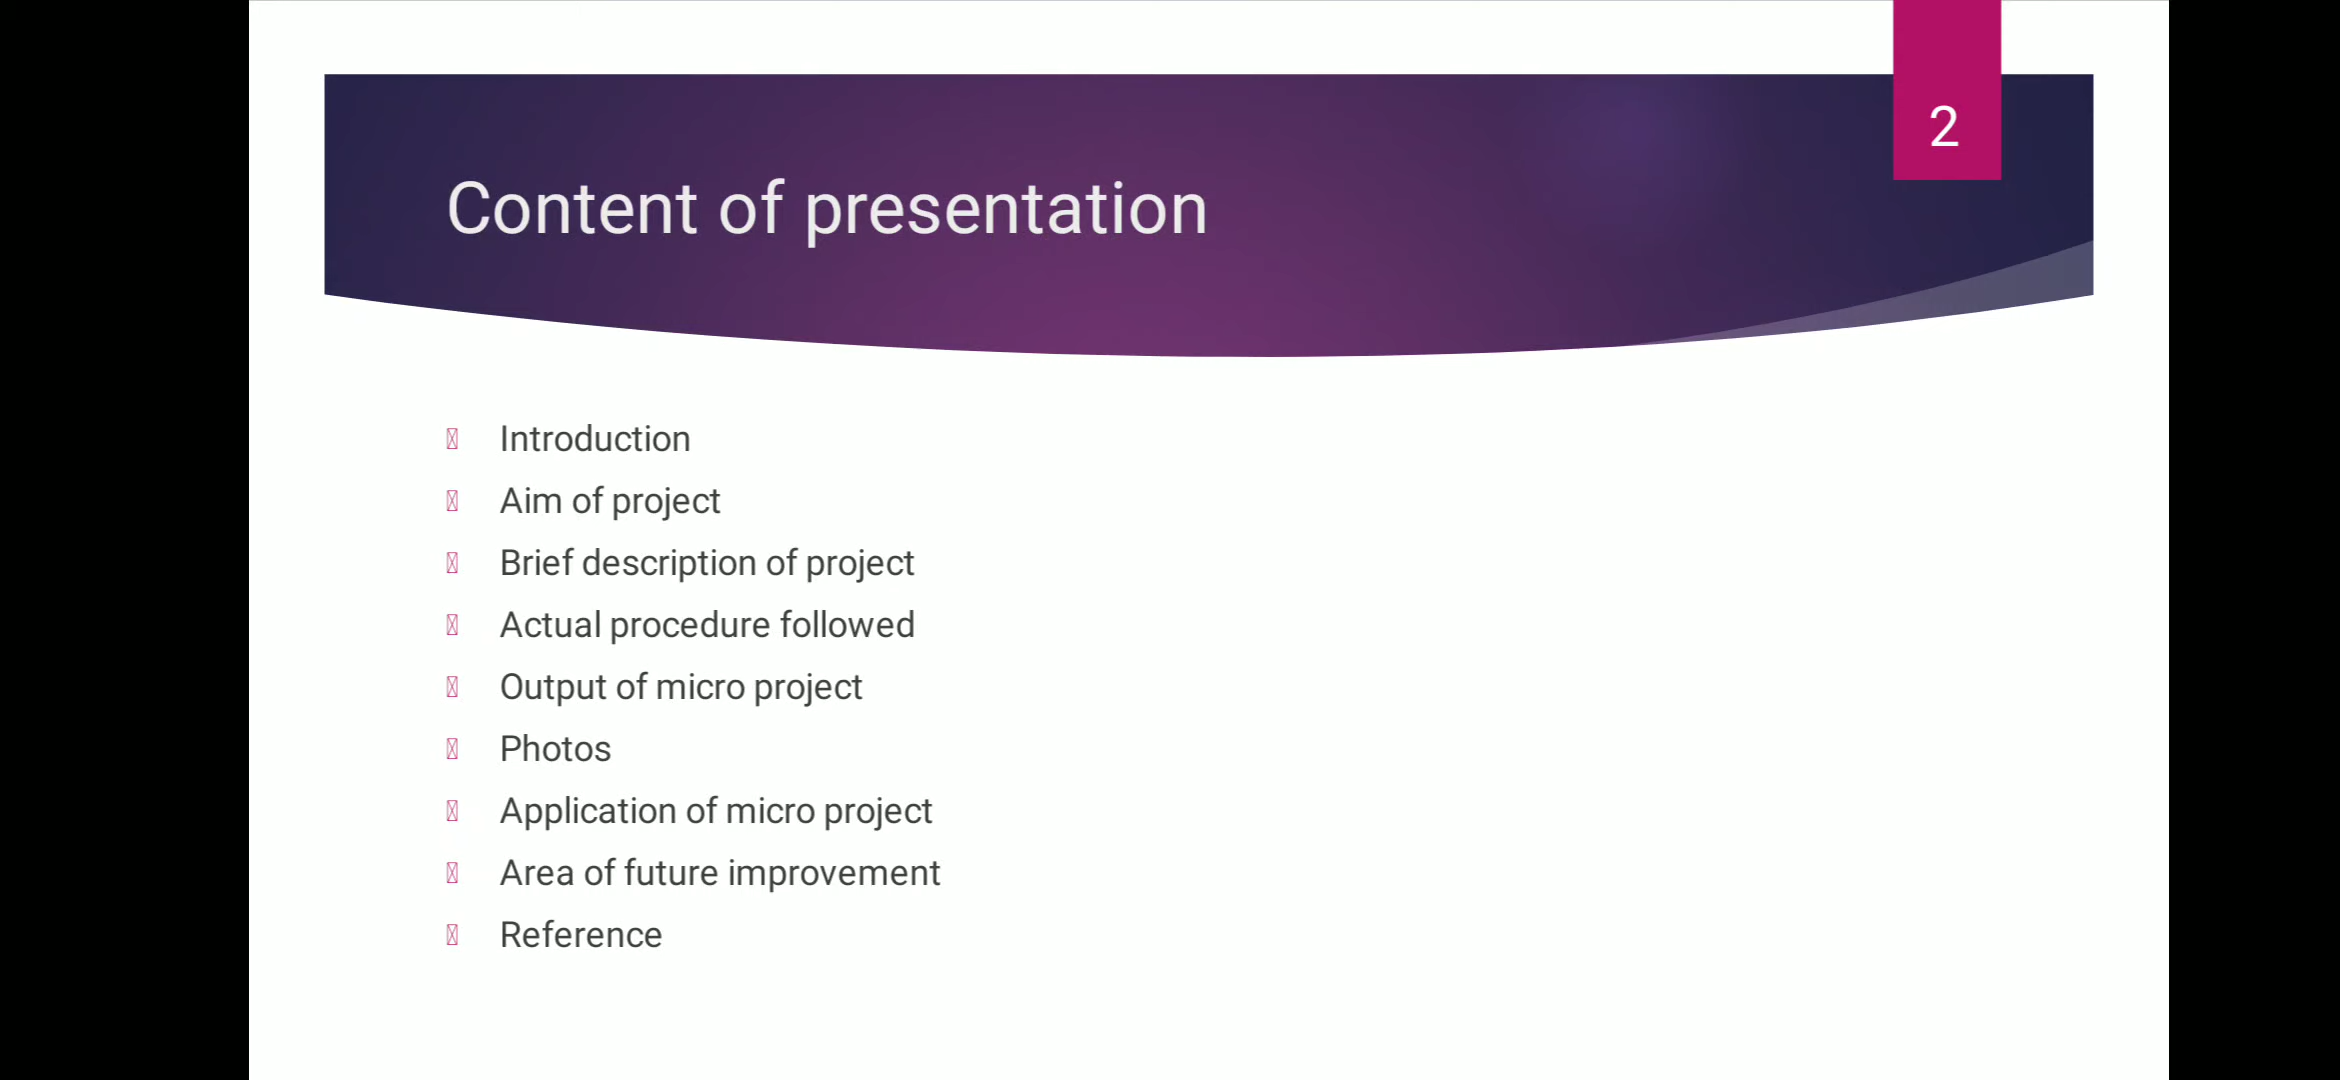 2
Content of presentation
Introduction
Aim of project
Brief description of project
Actual procedure followed
Output of micro project
Photos
Application of micro project
Area of future improvement
Reference